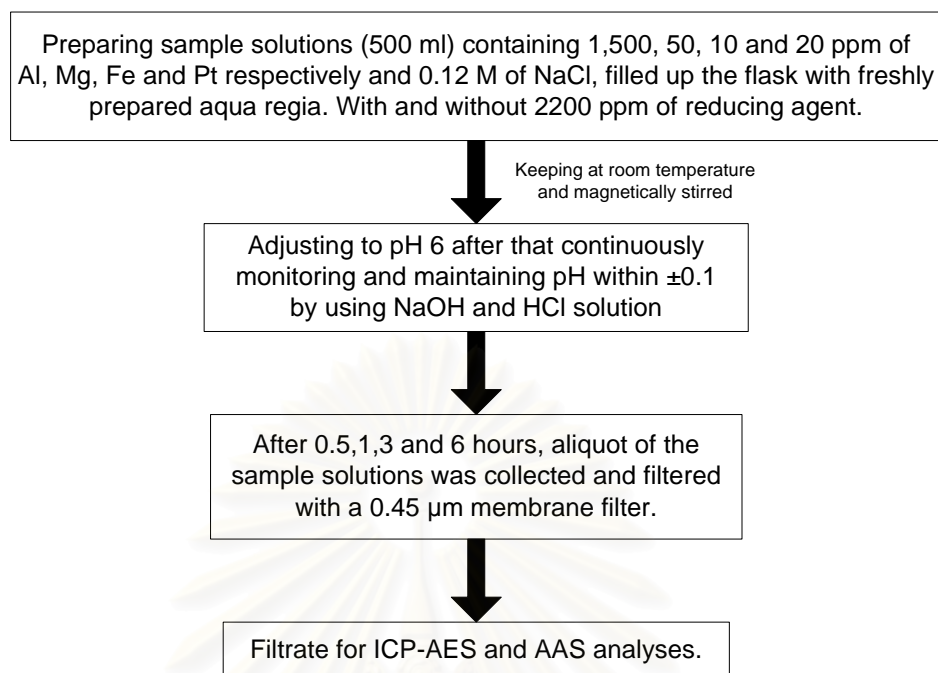 Preparing sample solutions (500 ml) containing 1,500, 50, 10 and 20 ppm of
Al, Mg, Fe and Pt respectively and 0.12 M of NaCl, filled up the flask with freshly
prepared aqua regia. With and without 2200 ppm of reducing agent.
Keeping at room temperature
and magnetically stirred
Adjusting to pH 6 after that continuously
monitoring and maintaining pH within ±0.1
by using NaOH and HCl solution
After 0.5,1,3 and 6 hours, aliquot of the
sample solutions was collected and filtered
with a 0.45 µm membrane filter.
Filtrate for ICP-AES and AAS analyses.